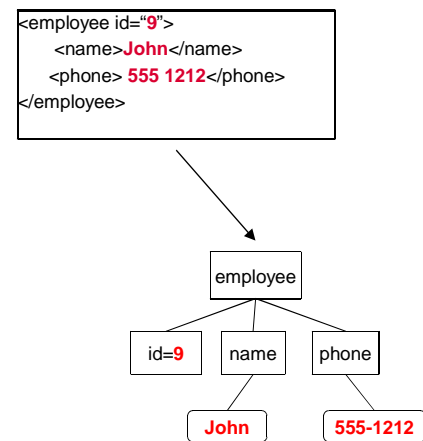 <employee id=“9”>
<name>John</name>
<phone> 555 1212</phone>
</employee>
employee
id=9 name phone
John 555-1212